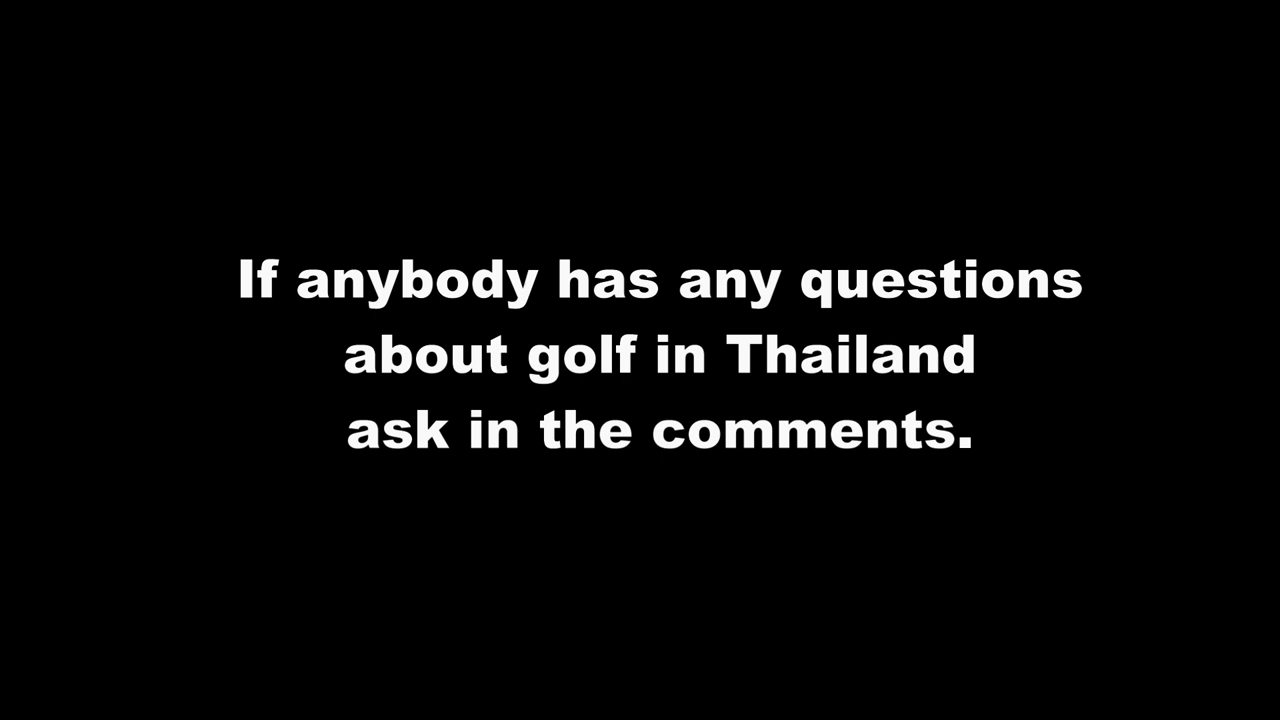 If anybody has any questions
about golf in Thailand
ask in the comments.